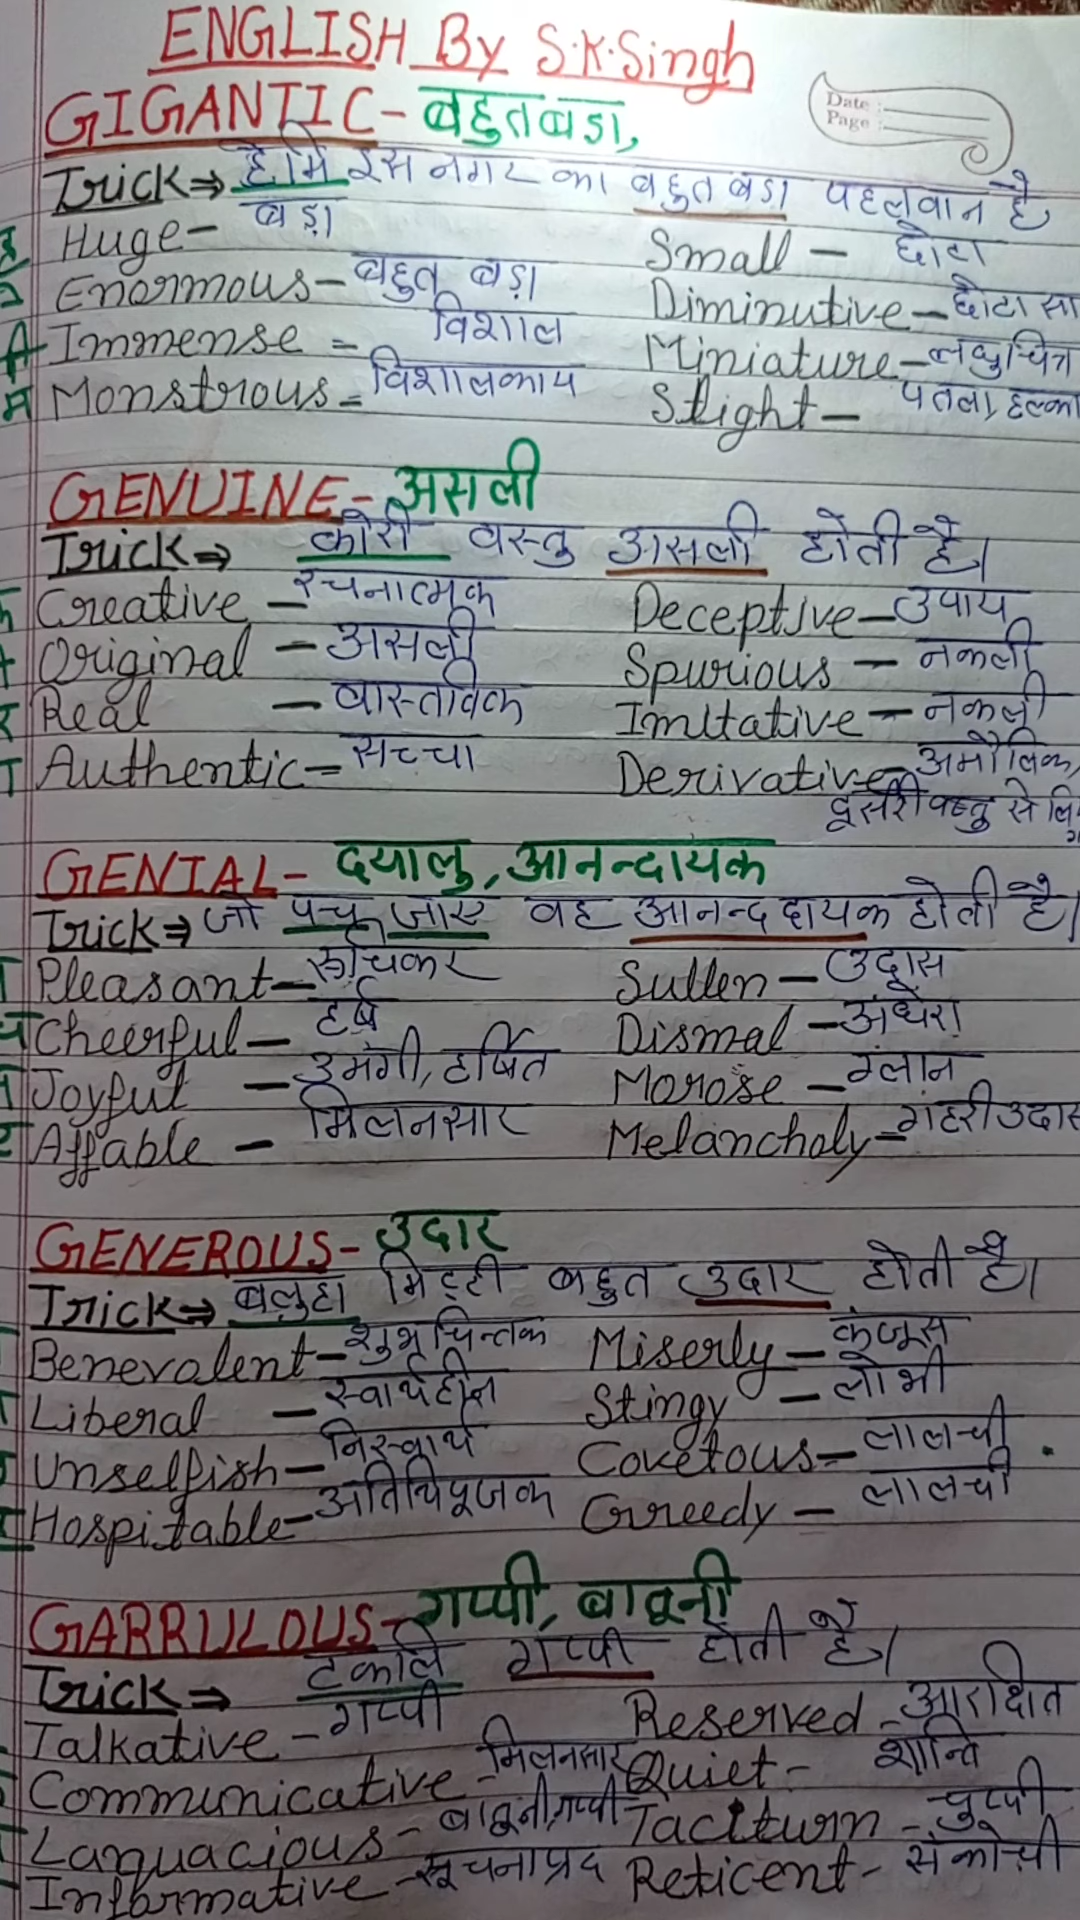 ENGLISH By S.K.Singh
Date :
Page :
GIGANTIC - बहुत बड़ा,
Trick ⇒ हेमि इस नगर का बहुत बड़ा पहलवान है
Huge - बड़ा Small - छोटा
Enormous - बहुत बड़ा Diminutive - छोटा सा
Immense - विशाल Miniature - लघुचित्र
Monstrous - विशालकाय Slight - पतला, हल्का
GENUINE - असली
Trick ⇒ कोरी वस्तु असली होती है।
Creative - रचनात्मक Deceptive - उपाय
Original - असली Spurious - नकली
Real - वास्तविक Imitative - नकली
Authentic - सच्चा Derivative - अमौलिक,
दूसरी वस्तु से
GENIAL - दयालु, आनन्दायक
Trick ⇒ जो पच जाए वह आनन्ददायक होती है।
Pleasant - रूचिकर Sullen - उदास
Cheerful - हर्ष Dismal - अंधेरा
Joyful - उमंगी, हर्षित Morose - ग्लान
Affable - मिलनसार Melancholy - गहरी उदास
GENEROUS - उदार
Trick ⇒ बलुहा मिट्टी बहुत उदार होती है।
Benevalent - शुभचिन्तक Miserly - कंजूस
Liberal - स्वार्थहीन Stingy - लोभी
Unselfish - निस्वार्थ Covetous - लालची
Hospitable - अतिथिपूजक Greedy - लालची
GARRULOUS - गप्पी, बातूनी
Trick ⇒ टकलि गप्पी होती है।
Talkative - गप्पी Reserved - आरक्षित
Communicative - मिलनसार Quiet - शान्ति
Laquacious - बातूनी, गप्पी Taciturn - चुप्पी
Informative - सूचनाप्रद Reticent - संकोची